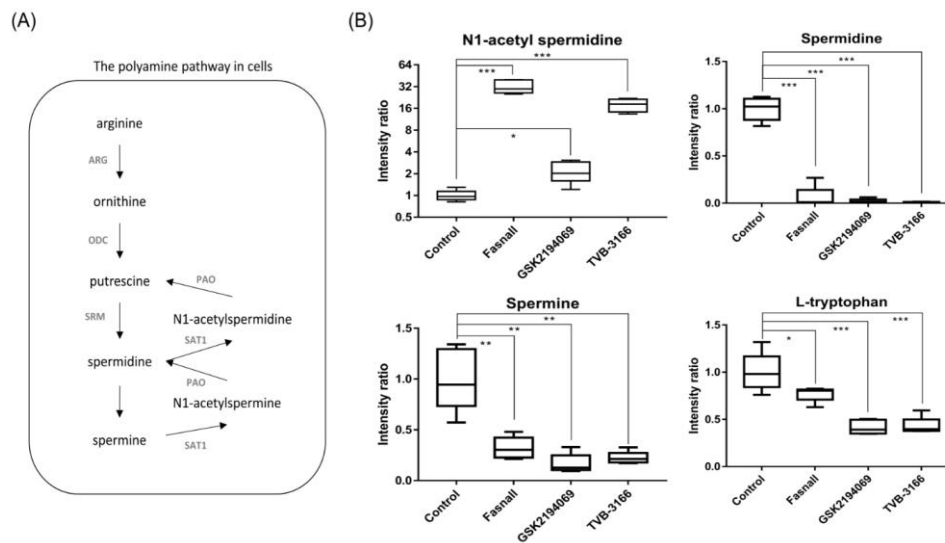 (A)
The polyamine pathway in cells
arginine
ARG
ornithine
ODC
putrescine
PAO
SRM
N1-acetylspermidine
SAT1
spermidine
PAO
N1-acetylspermine
spermine
SAT1
(B)
N1-acetyl spermidine
Intensity ratio
64
32
16
8
4
2
1
0.5
***
***
*
Control
Fasnall
GSK2194069
TVB-3166
Spermidine
Intensity ratio
1.5
1.0
0.5
0.0
***
***
***
Control
Fasnall
GSK2194069
TVB-3166
Spermine
Intensity ratio
1.5
1.0
0.5
0.0
**
**
**
Control
Fasnall
GSK2194069
TVB-3166
L-tryptophan
Intensity ratio
1.5
1.0
0.5
0.0
***
***
*
Control
Fasnall
GSK2194069
TVB-3166